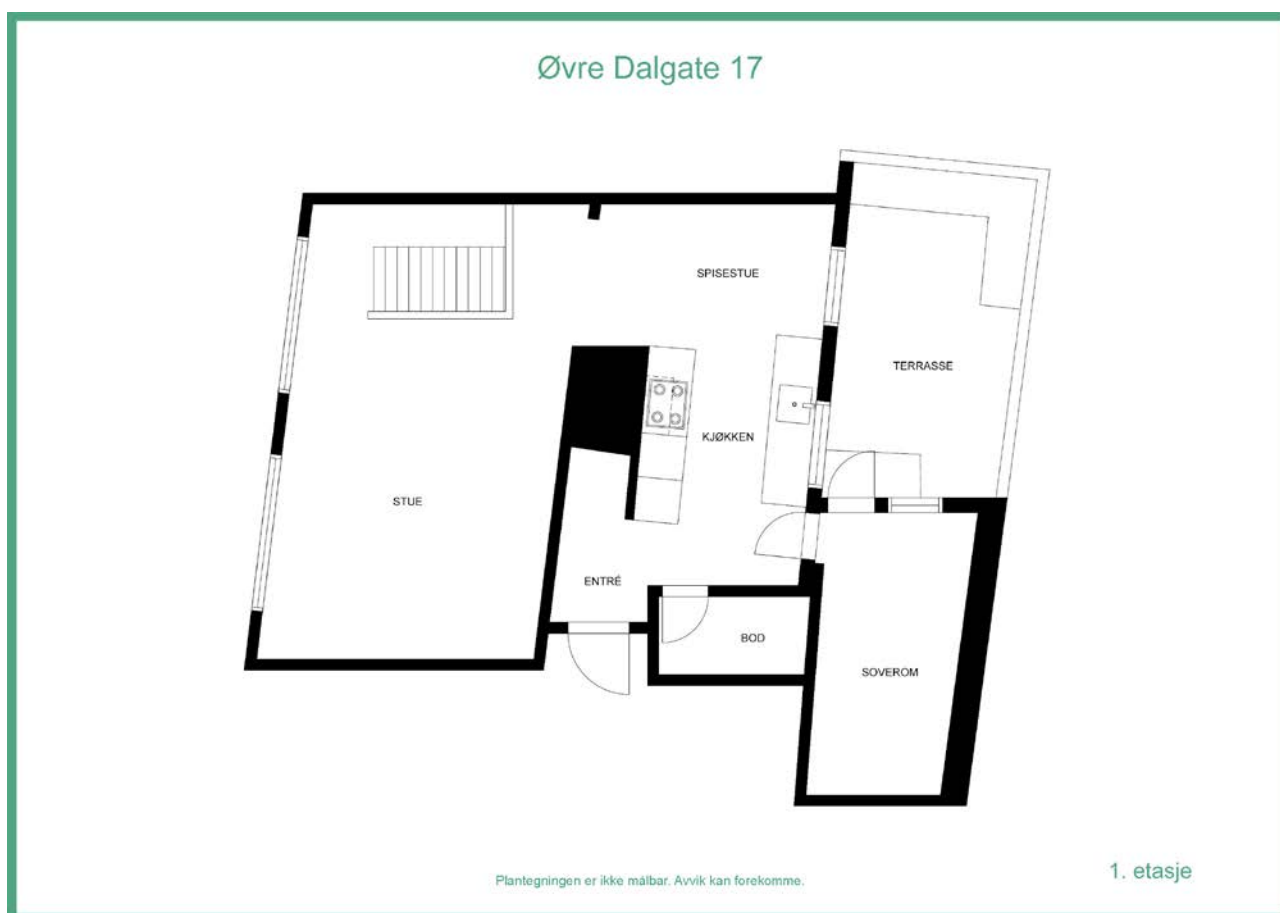 Øvre Dalgate 17
SPISESTUE
TERRASSE
KJØKKEN
STUE
ENTRÉ
BOD
SOVEROM
Plantegningen er ikke målbar. Avvik kan forekomme.
1. etasje